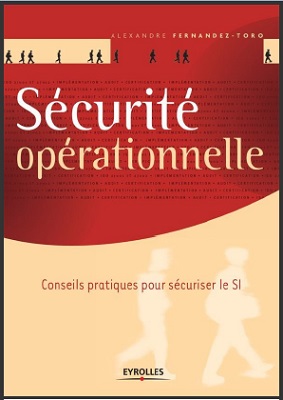 ALEXANDRE FERNANDEZ-TORO
Sécurité
opérationnelle
Conseils pratiques pour sécuriser le SI
EYROLLES